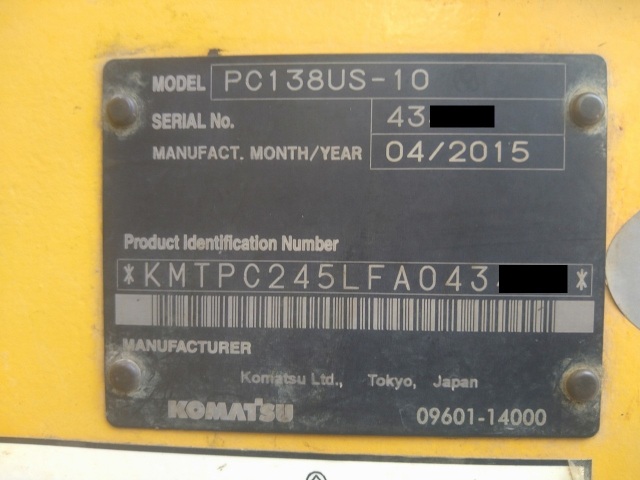 MODEL PC138US-10
SERIAL No. 43
MANUFACT. MONTH/YEAR 04/2015
Product Identification Number
*KMTPC245LFA043 *
MANUFACTURER
Komatsu Ltd., Tokyo, Japan
KOMATSU 09601-14000